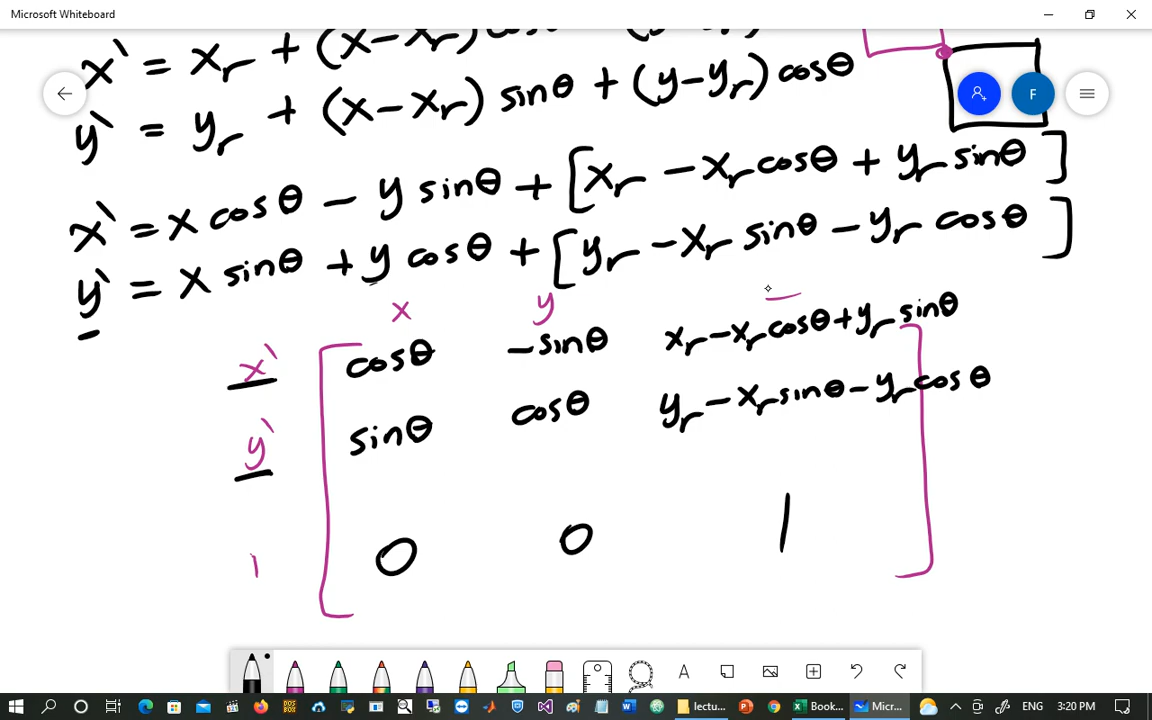 Microsoft Whiteboard
x` = xr + (x-xr)
y` = yr + (x-xr) sinθ + (y-yr) cosθ
F
x` = x cosθ - y sinθ + [xr - xr cosθ + yr sinθ]
y` = x sinθ + y cosθ + [yr - xr sinθ - yr cosθ]
x y
x` cosθ -sinθ xr - xr cosθ + yr sinθ
y` sinθ cosθ yr - xr sinθ - yr cosθ
1 0 0 1
lectu... Book... Micr... ENG 3:20 PM